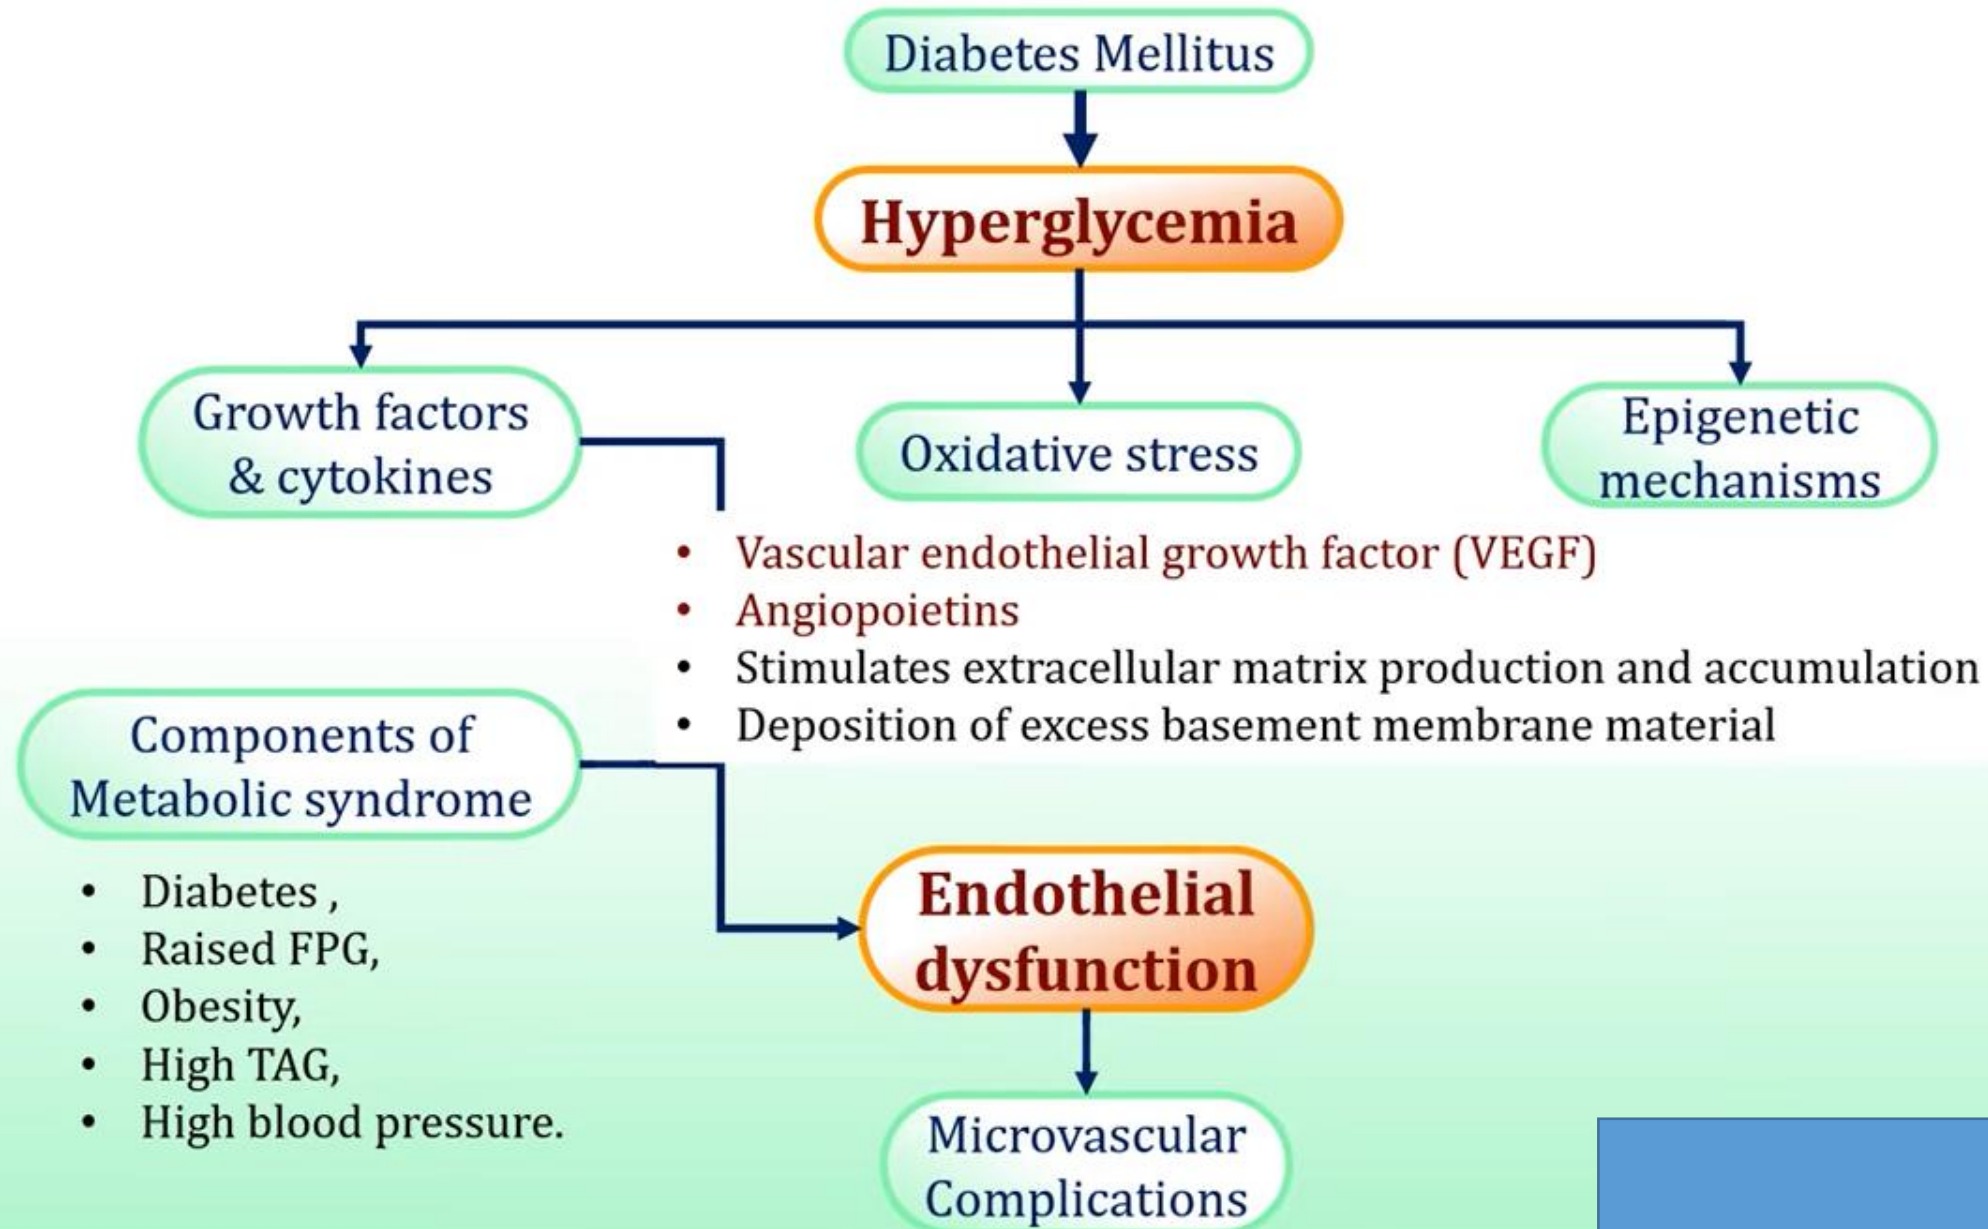 Diabetes Mellitus
Hyperglycemia
Growth factors
& cytokines
Oxidative stress
Epigenetic
mechanisms
• Vascular endothelial growth factor (VEGF)
• Angiopoietins
• Stimulates extracellular matrix production and accumulation
• Deposition of excess basement membrane material
Components of
Metabolic syndrome
• Diabetes ,
• Raised FPG,
• Obesity,
• High TAG,
• High blood pressure.
Endothelial
dysfunction
Microvascular
Complications